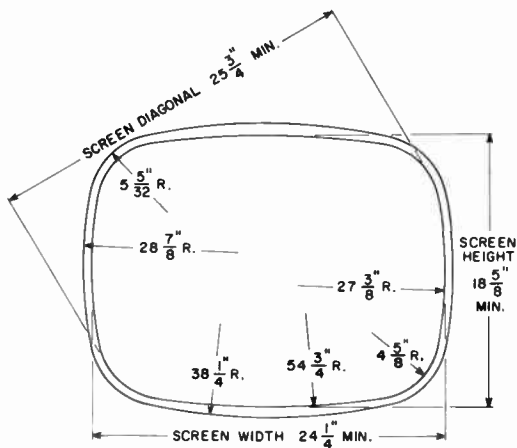 SCREEN DIAGONAL 25 3/4" MIN.
5 5/32" R.
28 7/8" R.
SCREEN
HEIGHT
18 5/8"
MIN.
27 3/8" R.
38 1/4" R.
54 3/4" R.
4 5/8" R.
SCREEN WIDTH 24 1/4" MIN.